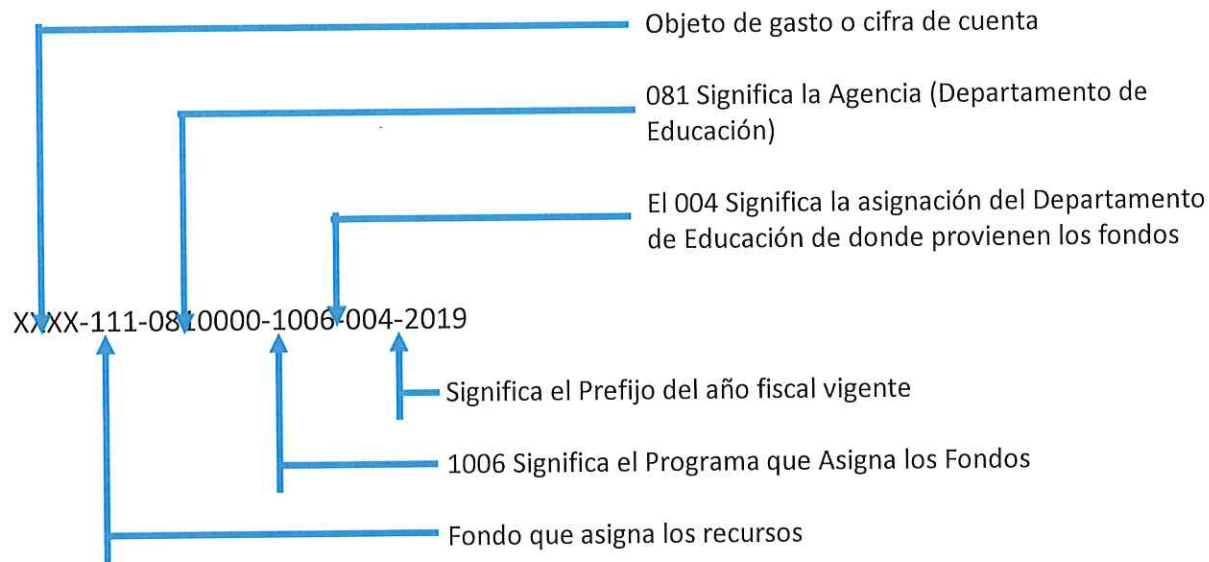 Objeto de gasto o cifra de cuenta
081 Significa la Agencia (Departamento de
Educación)
El 004 Significa la asignación del Departamento
de Educación de donde provienen los fondos
XXXX-111-0810000-1006-004-2019
Significa el Prefijo del año fiscal vigente
1006 Significa el Programa que Asigna los Fondos
Fondo que asigna los recursos